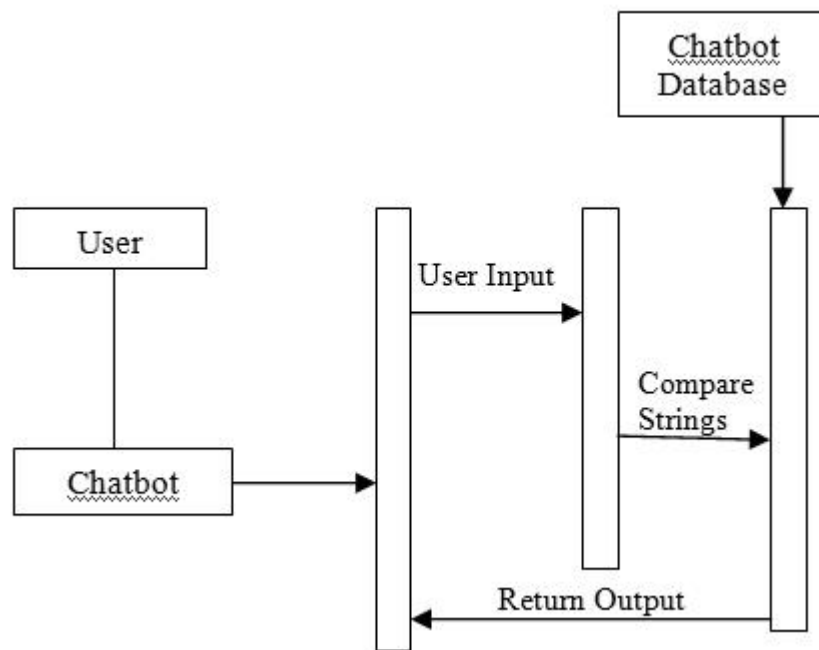 Chatbot
Database
User
User Input
Compare
Strings
Chatbot
Return Output